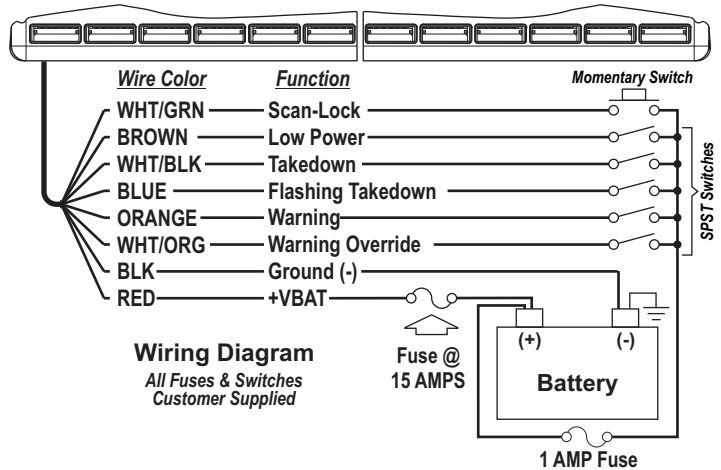 Wire Color Function Momentary Switch
WHT/GRN Scan-Lock
BROWN Low Power
WHT/BLK Takedown
BLUE Flashing Takedown
ORANGE Warning
WHT/ORG Warning Override
BLK Ground (-)
RED +VBAT
SPST Switches
Wiring Diagram
All Fuses & Switches
Customer Supplied
Fuse @
15 AMPS
(+) (-)
Battery
1 AMP Fuse